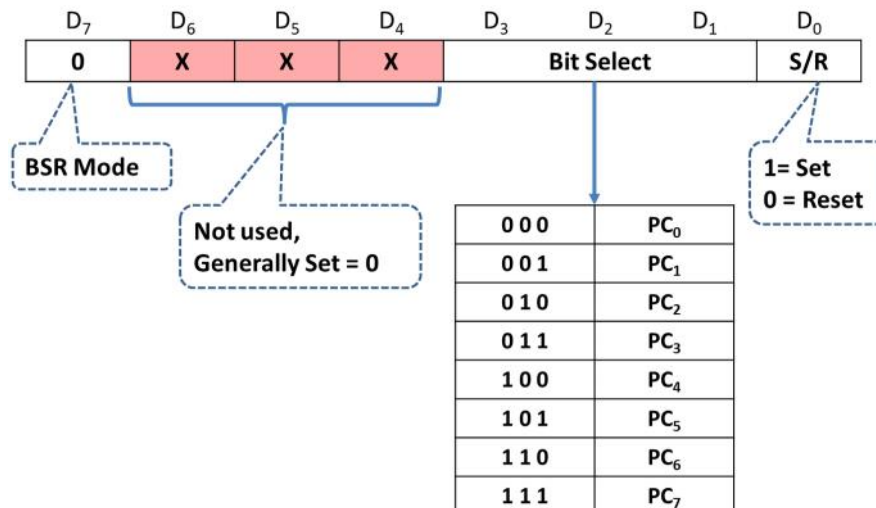 D₇ D₆ D₅ D₄ D₃ D₂ D₁ D₀
0 X X X Bit Select S/R
BSR Mode
Not used,
Generally Set = 0
1= Set
0 = Reset
0 0 0 PC₀
0 0 1 PC₁
0 1 0 PC₂
0 1 1 PC₃
1 0 0 PC₄
1 0 1 PC₅
1 1 0 PC₆
1 1 1 PC₇